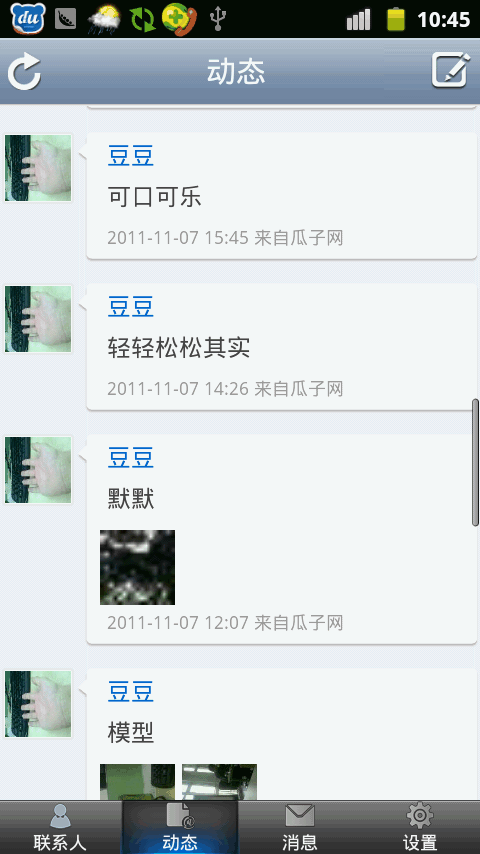 du
10:45
动态
豆豆
可口可乐
2011-11-07 15:45 来自瓜子网
豆豆
轻轻松松其实
2011-11-07 14:26 来自瓜子网
豆豆
默默
2011-11-07 12:07 来自瓜子网
豆豆
模型
联系人 动态 消息 设置